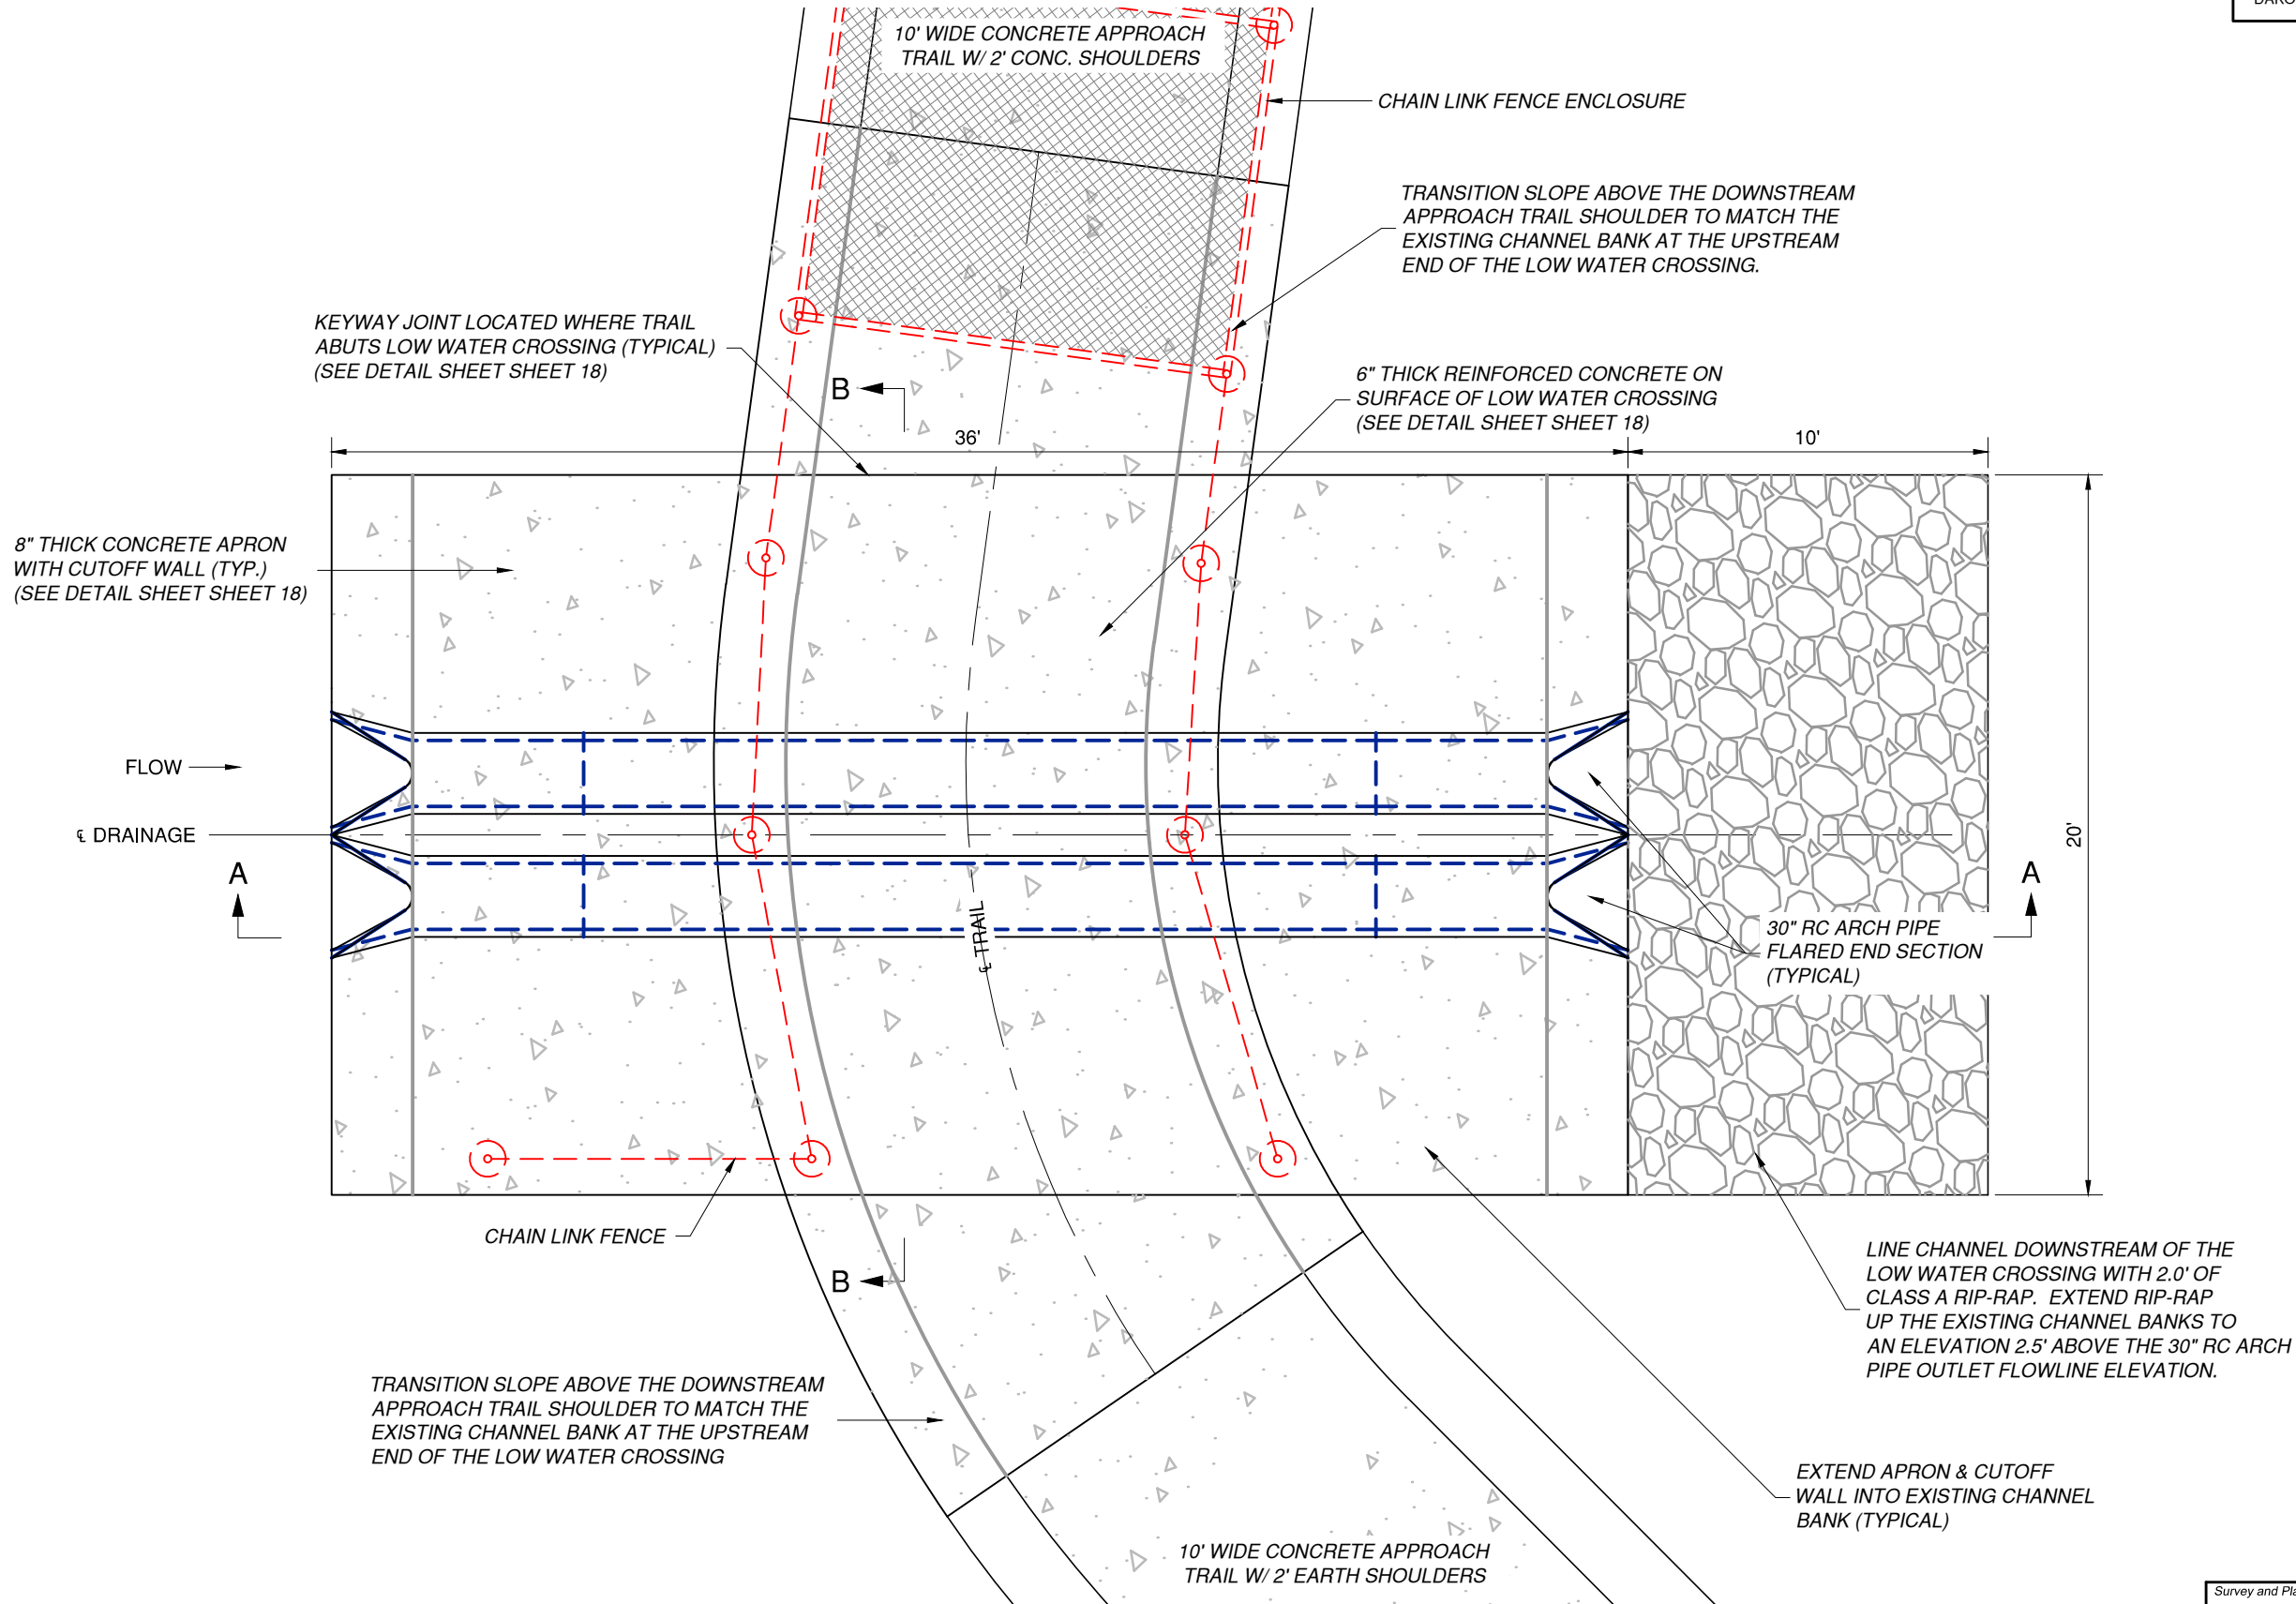 DAKO
10' WIDE CONCRETE APPROACH
TRAIL W/ 2' CONC. SHOULDERS
CHAIN LINK FENCE ENCLOSURE
TRANSITION SLOPE ABOVE THE DOWNSTREAM
APPROACH TRAIL SHOULDER TO MATCH THE
EXISTING CHANNEL BANK AT THE UPSTREAM
END OF THE LOW WATER CROSSING.
KEYWAY JOINT LOCATED WHERE TRAIL
ABUTS LOW WATER CROSSING (TYPICAL)
(SEE DETAIL SHEET SHEET 18)
B
6" THICK REINFORCED CONCRETE ON
SURFACE OF LOW WATER CROSSING
(SEE DETAIL SHEET SHEET 18)
36'
10'
8" THICK CONCRETE APRON
WITH CUTOFF WALL (TYP.)
(SEE DETAIL SHEET SHEET 18)
FLOW
℄ DRAINAGE
20'
A
A
℄ TRAIL
30" RC ARCH PIPE
FLARED END SECTION
(TYPICAL)
CHAIN LINK FENCE
B
LINE CHANNEL DOWNSTREAM OF THE
LOW WATER CROSSING WITH 2.0' OF
CLASS A RIP-RAP. EXTEND RIP-RAP
UP THE EXISTING CHANNEL BANKS TO
AN ELEVATION 2.5' ABOVE THE 30" RC ARCH
PIPE OUTLET FLOWLINE ELEVATION.
TRANSITION SLOPE ABOVE THE DOWNSTREAM
APPROACH TRAIL SHOULDER TO MATCH THE
EXISTING CHANNEL BANK AT THE UPSTREAM
END OF THE LOW WATER CROSSING
EXTEND APRON & CUTOFF
WALL INTO EXISTING CHANNEL
BANK (TYPICAL)
10' WIDE CONCRETE APPROACH
TRAIL W/ 2' EARTH SHOULDERS
Survey and Pla